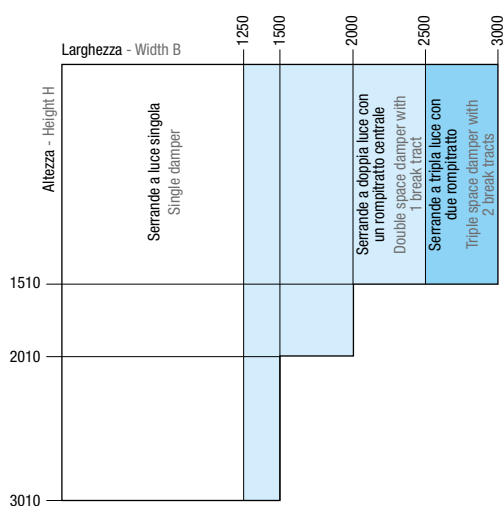 Larghezza - Width B
1250
1500
2000
2500
3000
Altezza - Height H
Serrande a luce singola
Single damper
Serrande a doppia luce con
un rompitratto centrale
Double space damper with
1 break tract
Serrande a tripla luce con
due rompitratto
Triple space damper with
2 break tracts
1510
2010
3010